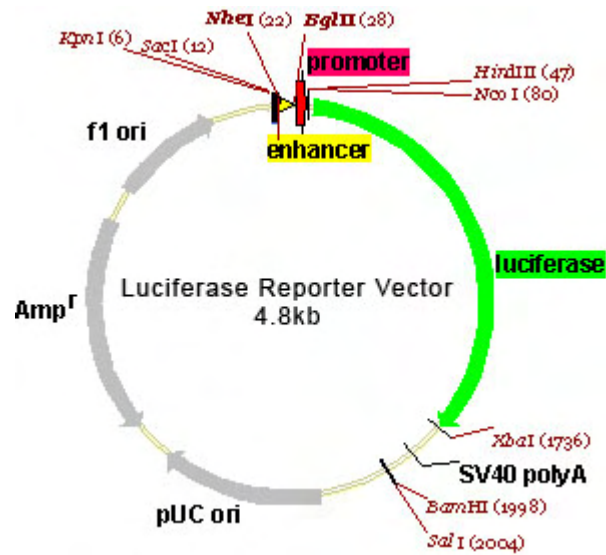 NheI (22) BglII (28)
KpnI (6) SacI (12)
promoter
HindIII (47)
NcoI (80)
f1 ori
enhancer
luciferase
Luciferase Reporter Vector
4.8kb
Ampr
XbaI (1736)
SV40 polyA
BamHI (1998)
pUC ori
Sal I (2004)